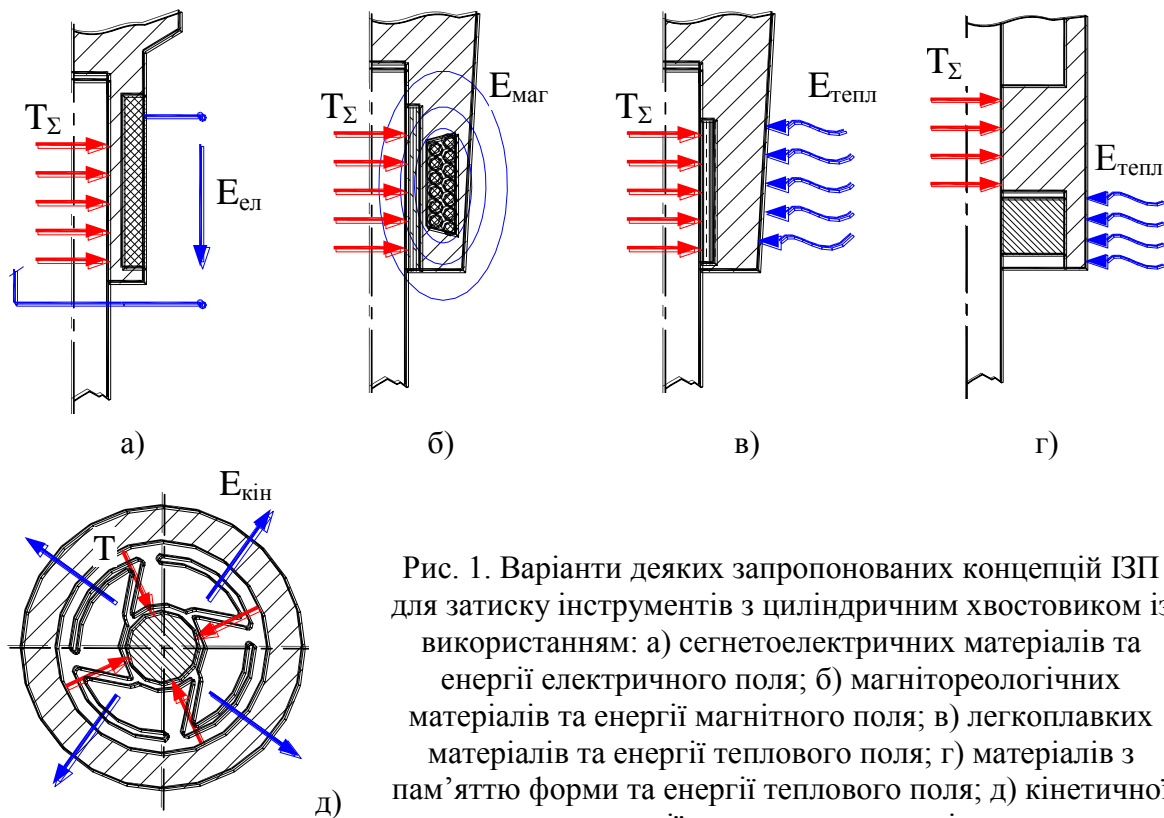 T_Σ E_ел
T_Σ E_маг
T_Σ E_тепл
T_Σ E_тепл
а) б) в) г)
E_кін
T
д)
Рис. 1. Варіанти деяких запропонованих концепцій ІЗП
для затиску інструментів з циліндричним хвостовиком із
використанням: а) сегнетоелектричних матеріалів та
енергії електричного поля; б) магнітореологічних
матеріалів та енергії магнітного поля; в) легкоплавких
матеріалів та енергії теплового поля; г) матеріалів з
пам’яттю форми та енергії теплового поля; д) кінетичної